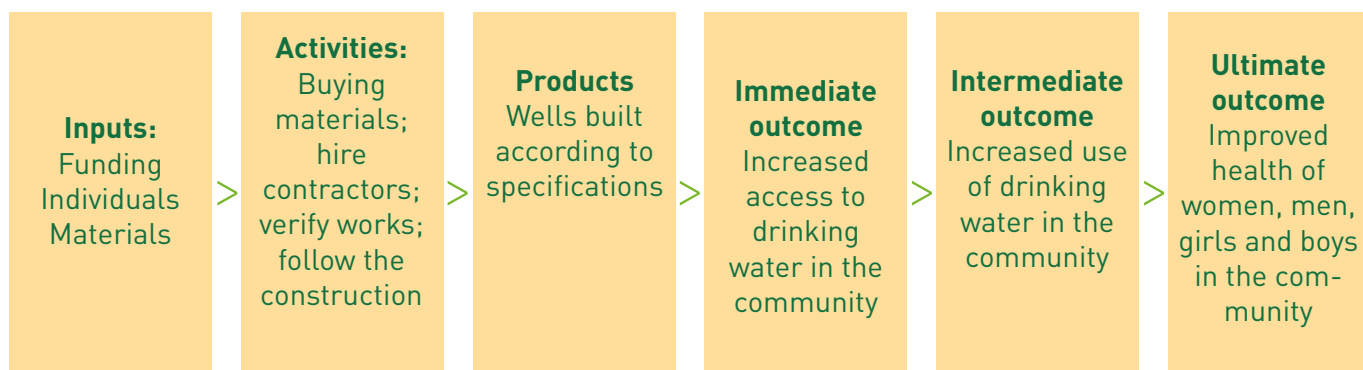 Inputs:
Funding
Individuals
Materials
>
Activities:
Buying
materials;
hire
contractors;
verify works;
follow the
construction
>
Products
Wells built
according to
specifications
>
Immediate
outcome
Increased
access to
drinking
water in the
community
>
Intermediate
outcome
Increased use
of drinking
water in the
community
>
Ultimate
outcome
Improved
health of
women, men,
girls and boys
in the com-
munity